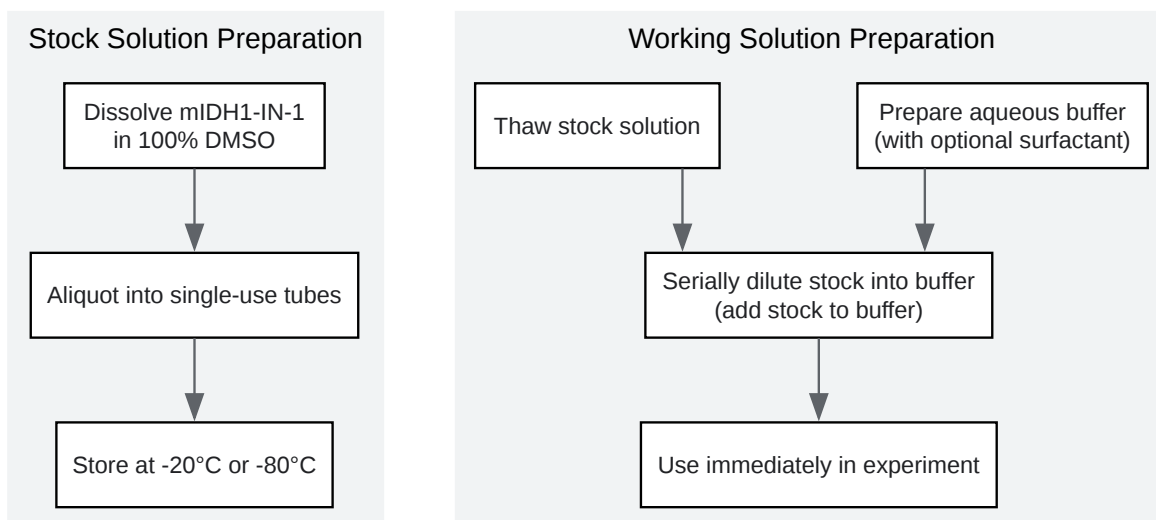 Stock Solution Preparation
Dissolve mIDH1-IN-1
in 100% DMSO
Aliquot into single-use tubes
Store at -20°C or -80°C
Working Solution Preparation
Thaw stock solution
Prepare aqueous buffer
(with optional surfactant)
Serially dilute stock into buffer
(add stock to buffer)
Use immediately in experiment